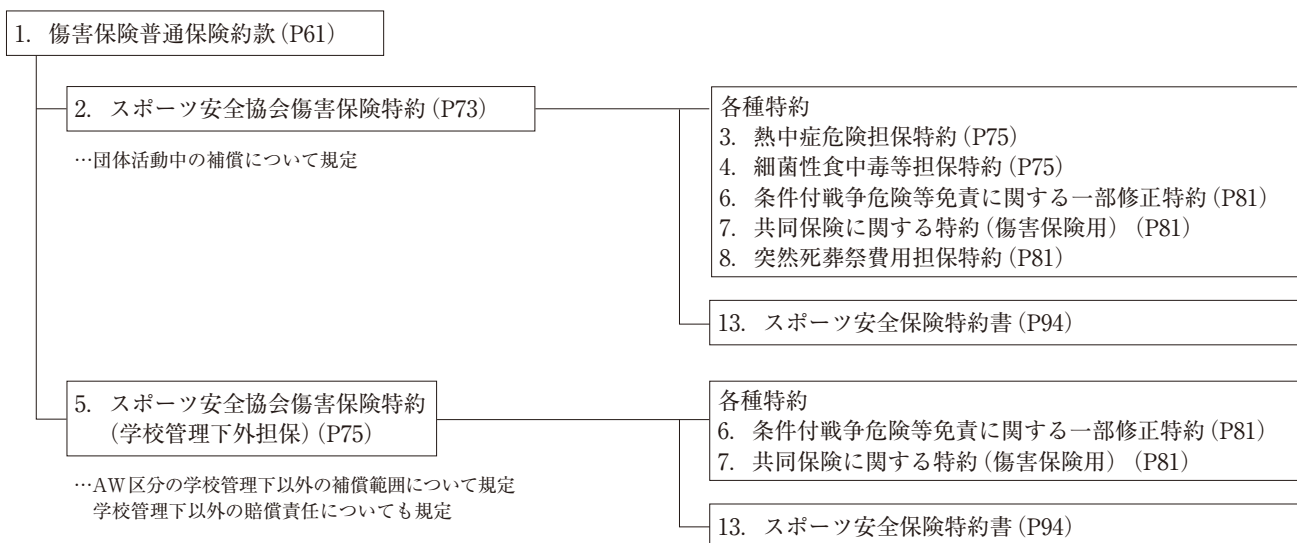 1. 傷害保険普通保険約款(P61)
2. スポーツ安全協会傷害保険特約(P73)
…団体活動中の補償について規定
各種特約
3. 熱中症危険担保特約(P75)
4. 細菌性食中毒等担保特約(P75)
6. 条件付戦争危険等免責に関する一部修正特約(P81)
7. 共同保険に関する特約(傷害保険用) (P81)
8. 突然死葬祭費用担保特約(P81)
13. スポーツ安全保険特約書(P94)
5. スポーツ安全協会傷害保険特約
(学校管理下外担保)(P75)
…AW区分の学校管理下以外の補償範囲について規定
学校管理下以外の賠償責任についても規定
各種特約
6. 条件付戦争危険等免責に関する一部修正特約(P81)
7. 共同保険に関する特約(傷害保険用) (P81)
13. スポーツ安全保険特約書(P94)